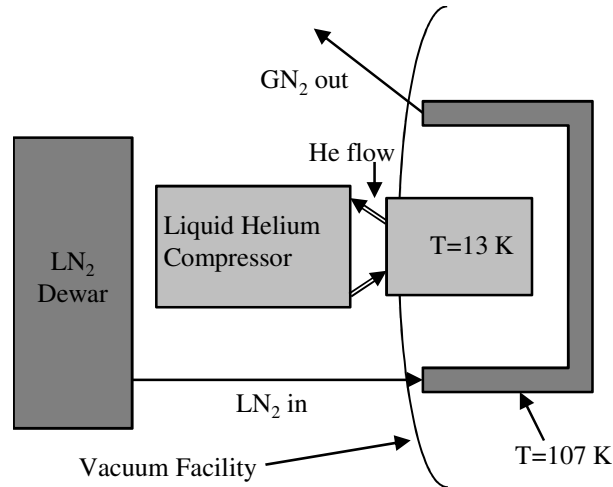 GN₂ out
He flow
Liquid Helium
Compressor
T=13 K
LN₂
Dewar
LN₂ in
T=107 K
Vacuum Facility